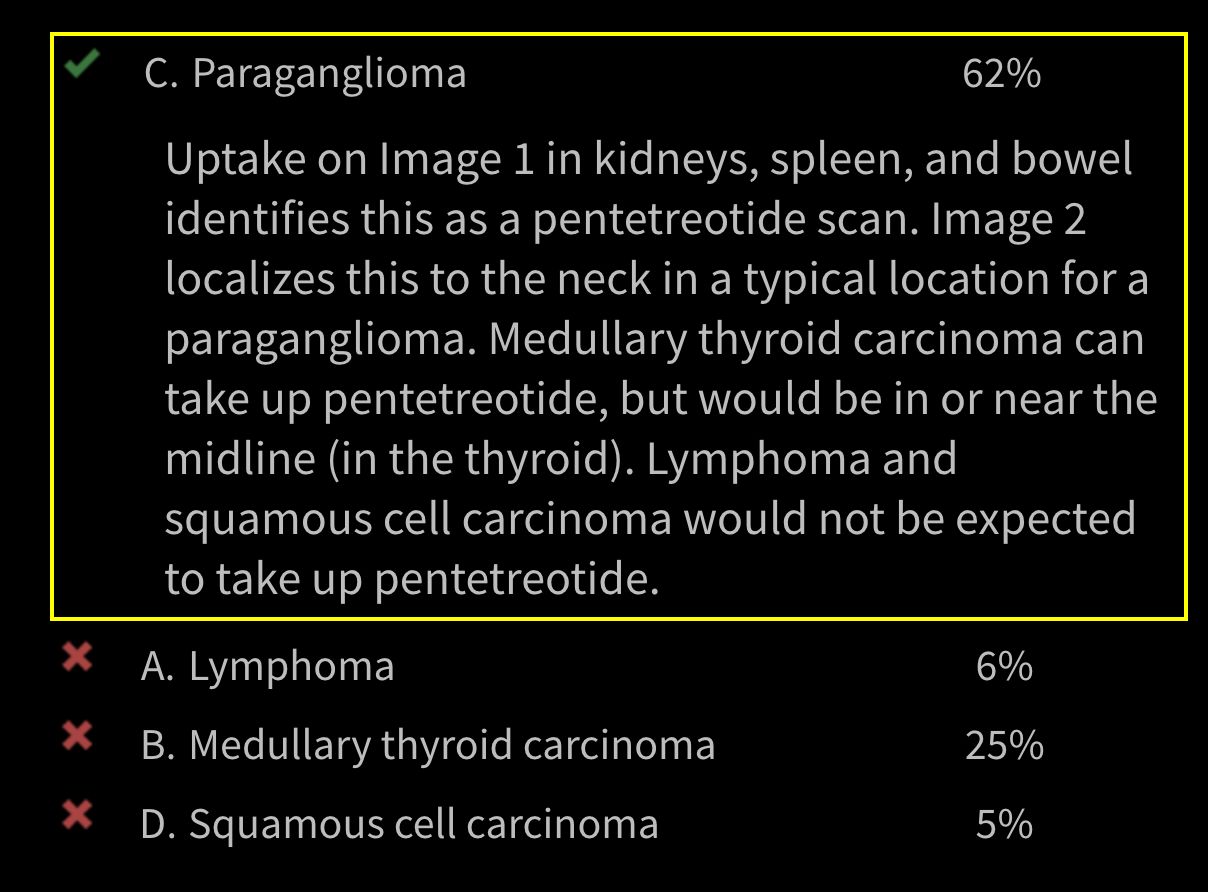 C. Paraganglioma 62%
Uptake on Image 1 in kidneys, spleen, and bowel
identifies this as a pentetreotide scan. Image 2
localizes this to the neck in a typical location for a
paraganglioma. Medullary thyroid carcinoma can
take up pentetreotide, but would be in or near the
midline (in the thyroid). Lymphoma and
squamous cell carcinoma would not be expected
to take up pentetreotide.
A. Lymphoma 6%
B. Medullary thyroid carcinoma 25%
D. Squamous cell carcinoma 5%